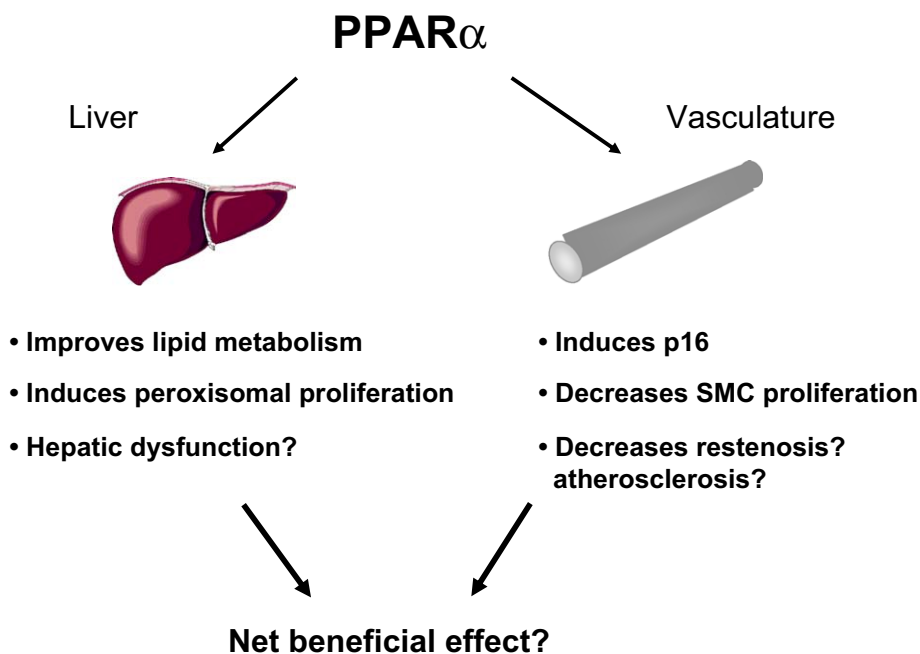 PPARα
Liver
Vasculature
• Improves lipid metabolism
• Induces peroxisomal proliferation
• Hepatic dysfunction?
• Induces p16
• Decreases SMC proliferation
• Decreases restenosis?
atherosclerosis?
Net beneficial effect?